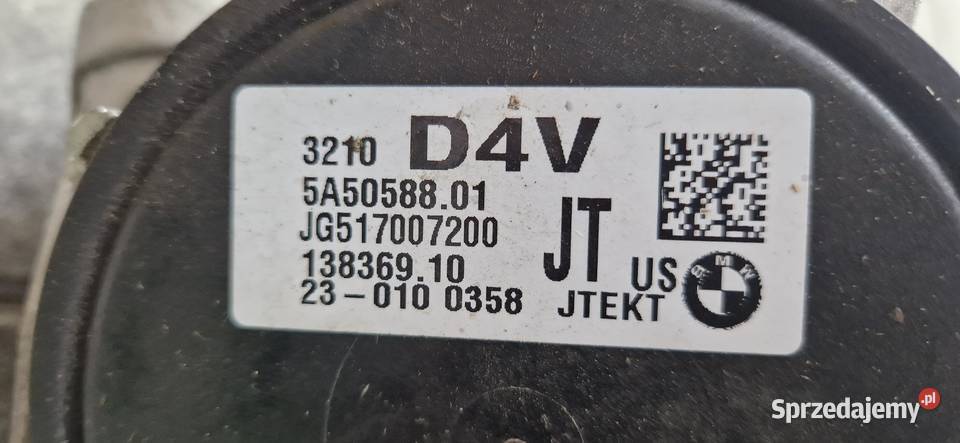 3210 D4V
5A50588.01
JG517007200
138369.10
23-010 0358
JT
US
JTEKT
BMW
Sprzedajemy.pl